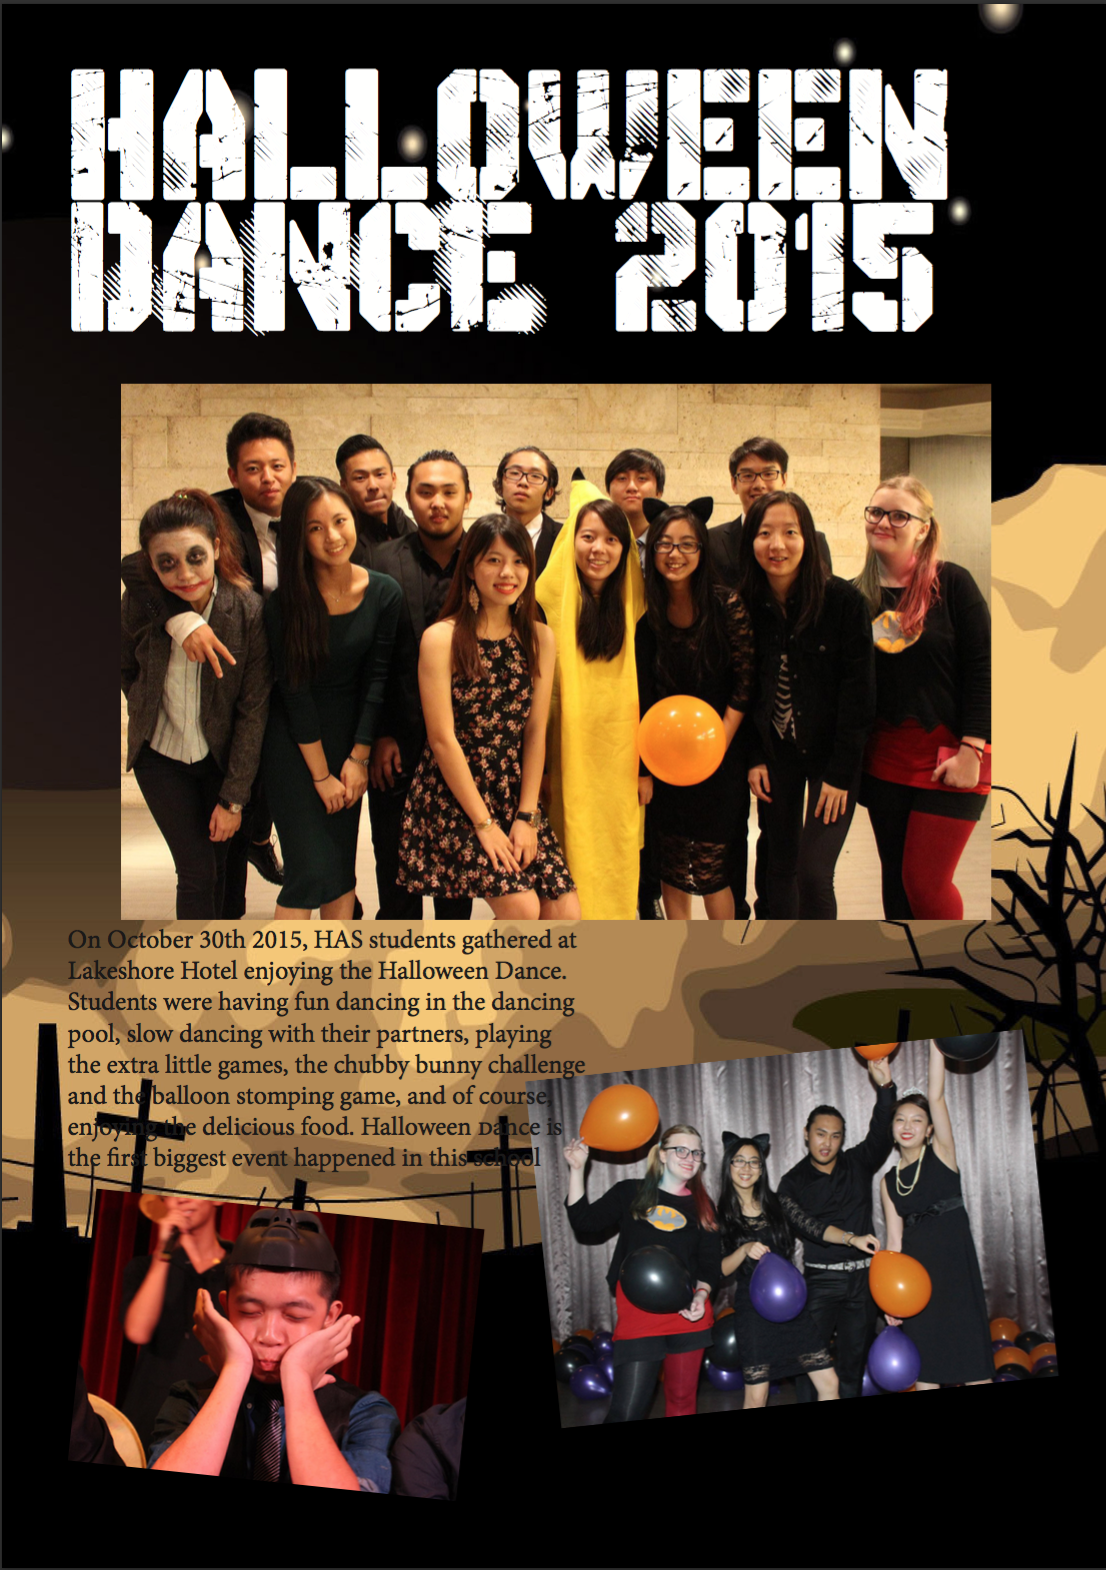 HALLOWEEN
DANCE 2015
On October 30th 2015, HAS students gathered at
Lakeshore Hotel enjoying the Halloween Dance.
Students were having fun dancing in the dancing
pool, slow dancing with their partners, playing
the extra little games, the chubby bunny challenge
and the balloon stomping game, and of course,
enjoying the delicious food. Halloween Dance is
the first biggest event happened in this school